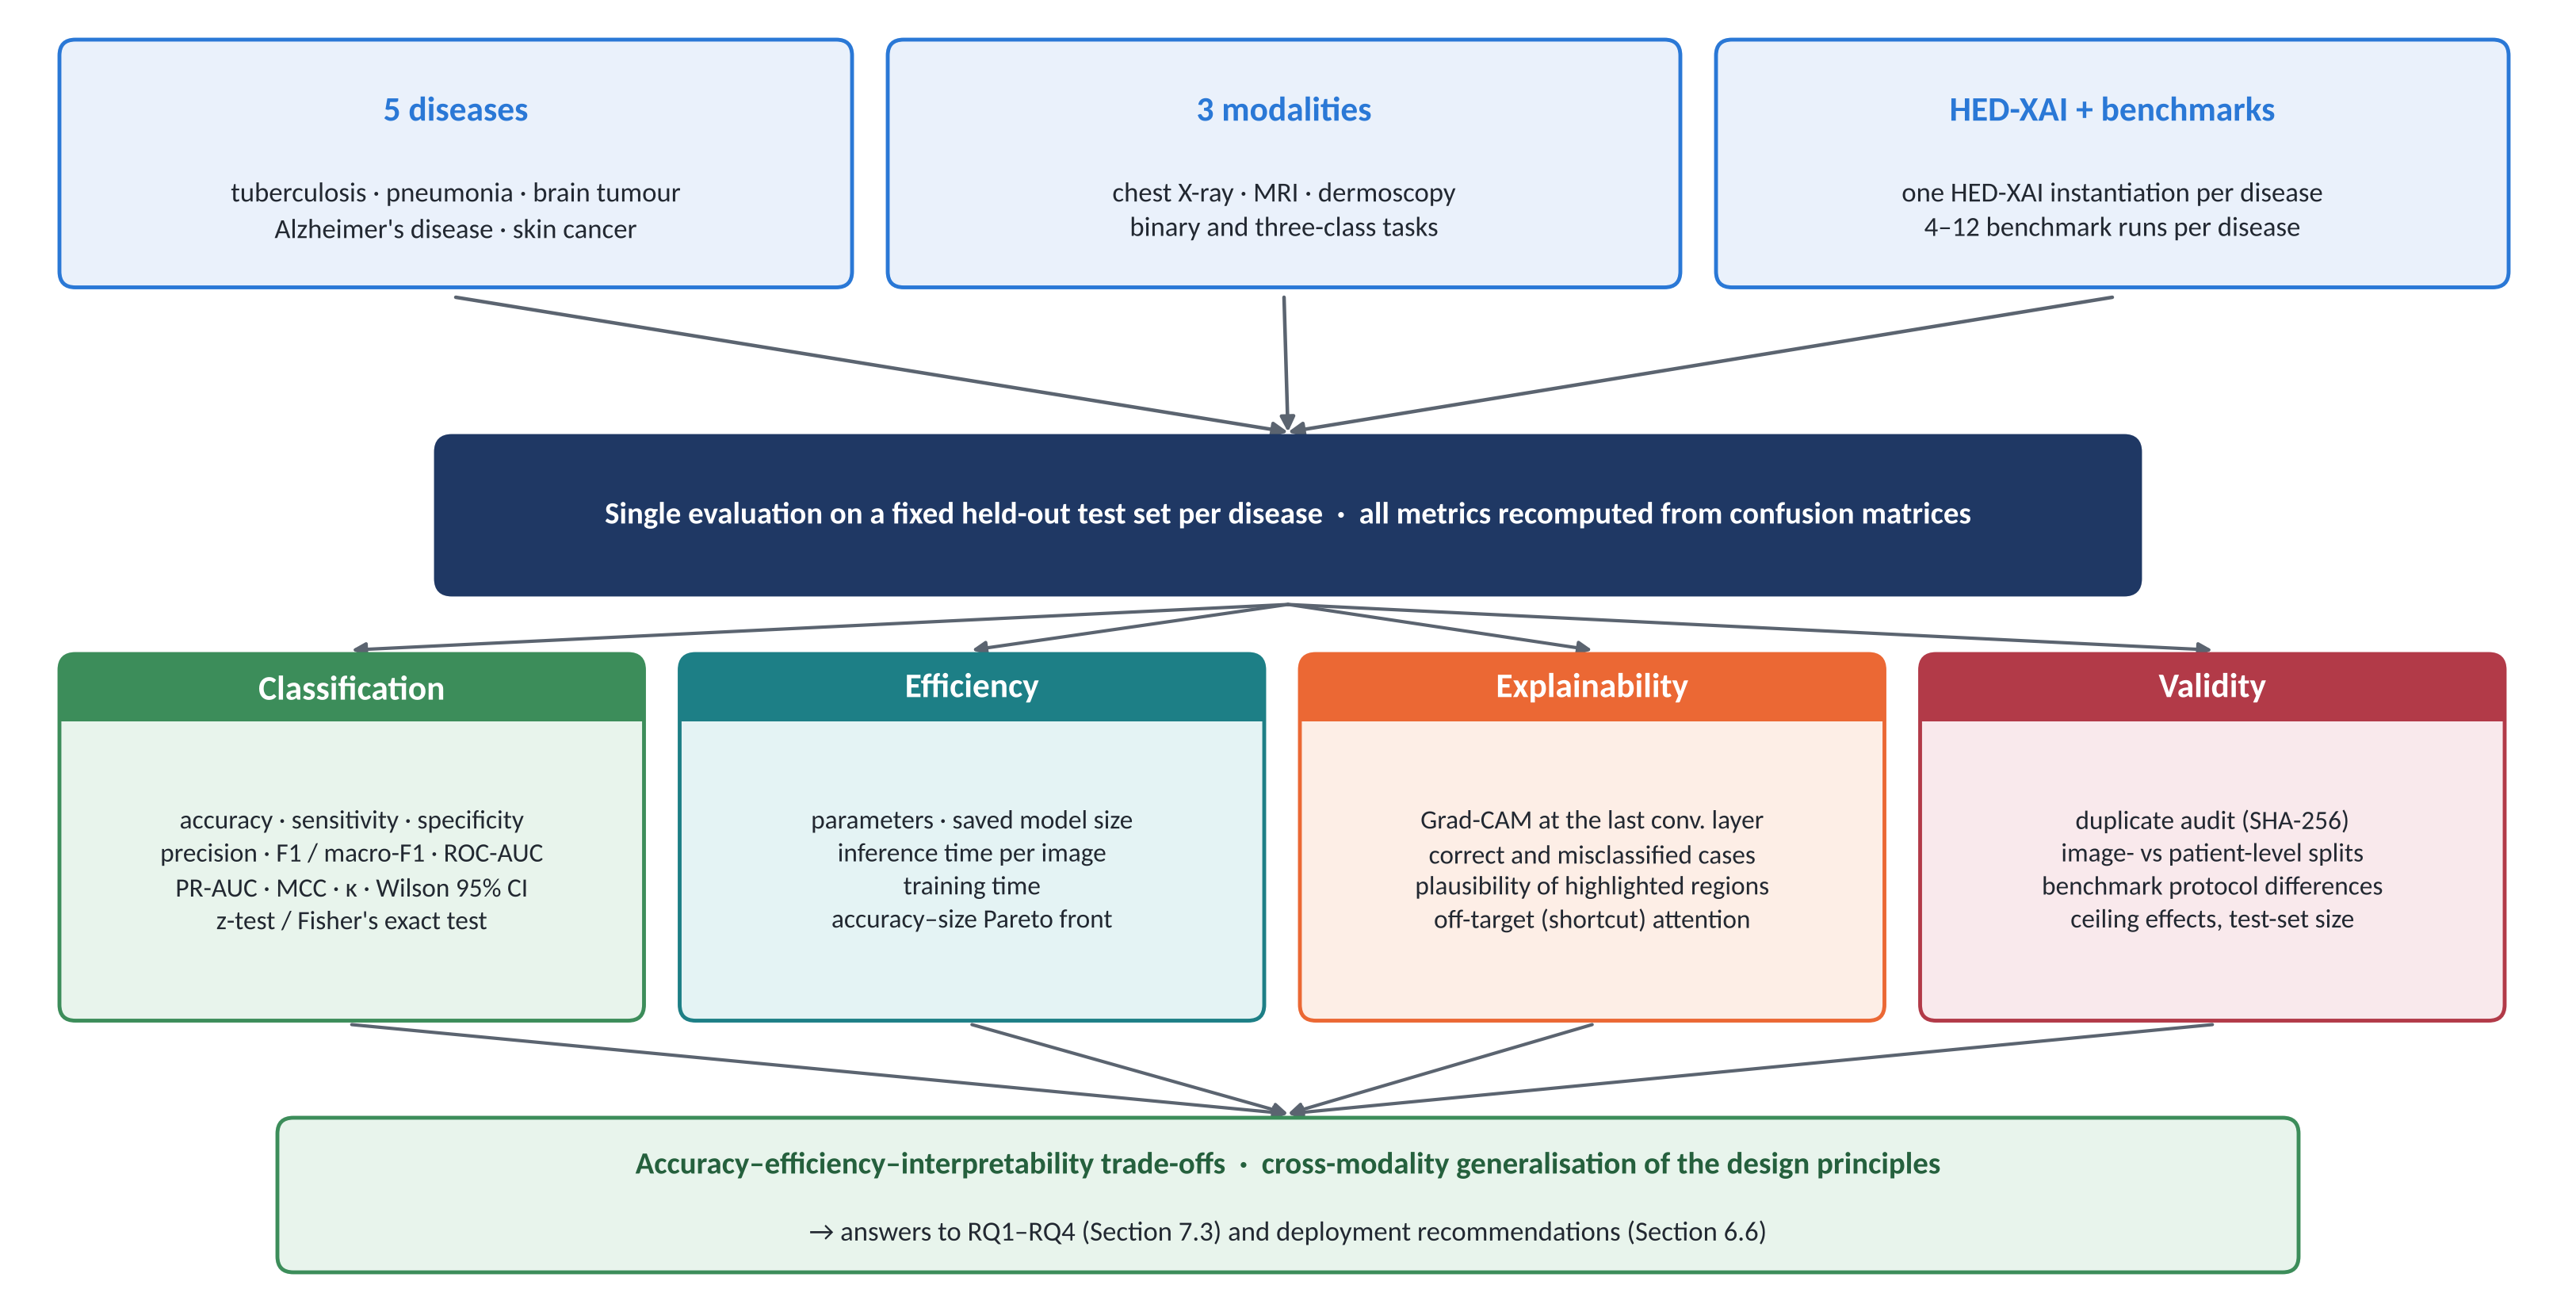 5 diseases
tuberculosis · pneumonia · brain tumour
Alzheimer's disease · skin cancer
3 modalities
chest X-ray · MRI · dermoscopy
binary and three-class tasks
HED-XAI + benchmarks
one HED-XAI instantiation per disease
4–12 benchmark runs per disease
Single evaluation on a fixed held-out test set per disease · all metrics recomputed from confusion matrices
Classification
accuracy · sensitivity · specificity
precision · F1 / macro-F1 · ROC-AUC
PR-AUC · MCC · κ · Wilson 95% CI
z-test / Fisher's exact test
Efficiency
parameters · saved model size
inference time per image
training time
accuracy–size Pareto front
Explainability
Grad-CAM at the last conv. layer
correct and misclassified cases
plausibility of highlighted regions
off-target (shortcut) attention
Validity
duplicate audit (SHA-256)
image- vs patient-level splits
benchmark protocol differences
ceiling effects, test-set size
Accuracy–efficiency–interpretability trade-offs · cross-modality generalisation of the design principles
→ answers to RQ1–RQ4 (Section 7.3) and deployment recommendations (Section 6.6)